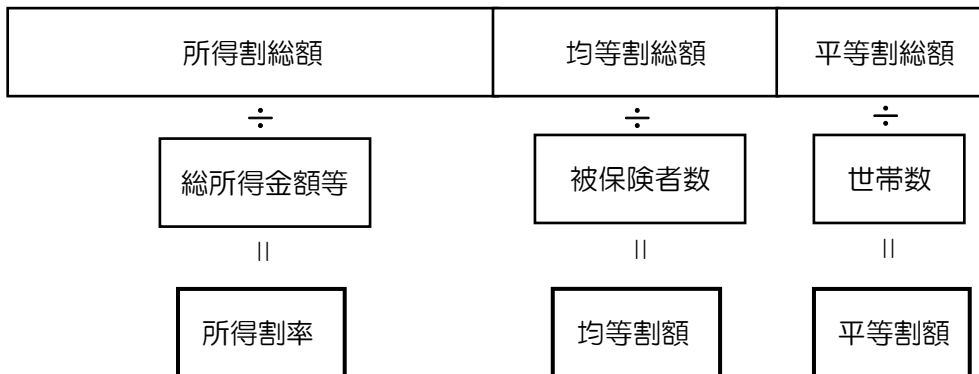 所得割総額 均等割総額 平等割総額
÷ ÷ ÷
総所得金額等 被保険者数 世帯数
＝ ＝ ＝
所得割率 均等割額 平等割額